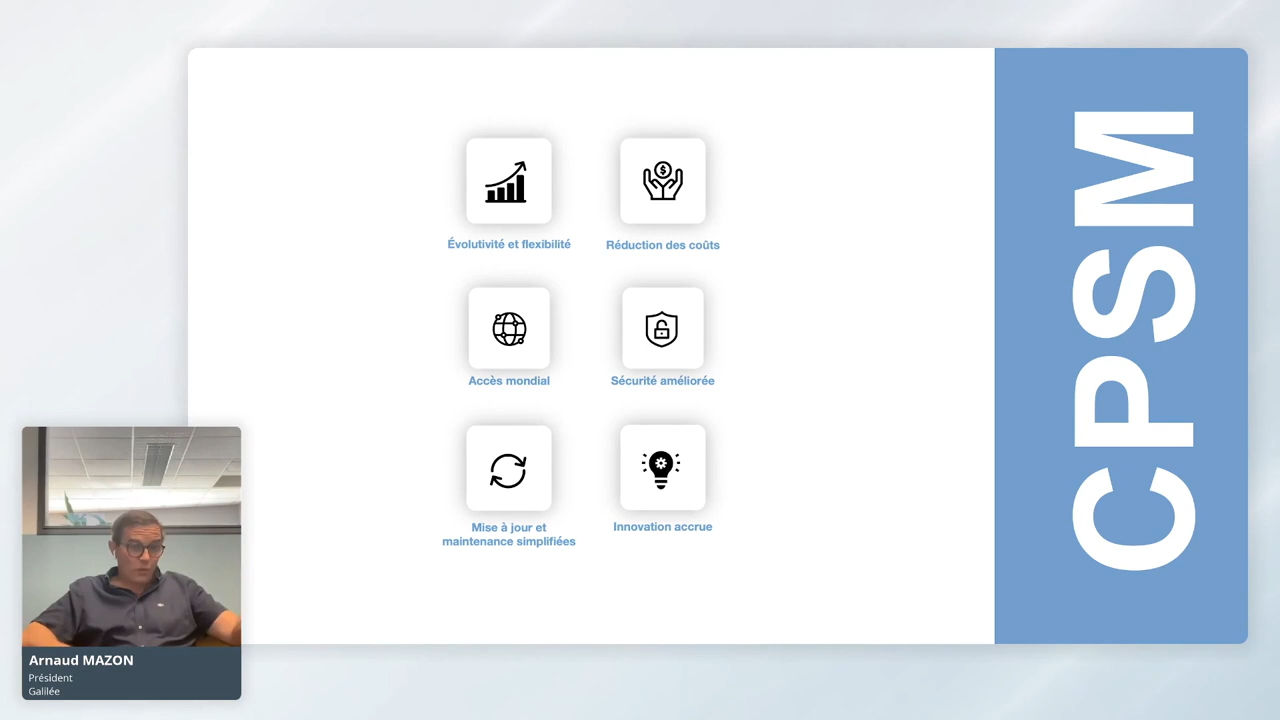 Évolutivité et flexibilité
Réduction des coûts
Accès mondial
Sécurité améliorée
Mise à jour et
maintenance simplifiées
Innovation accrue
CPSM
Arnaud MAZON
Président
Galilée